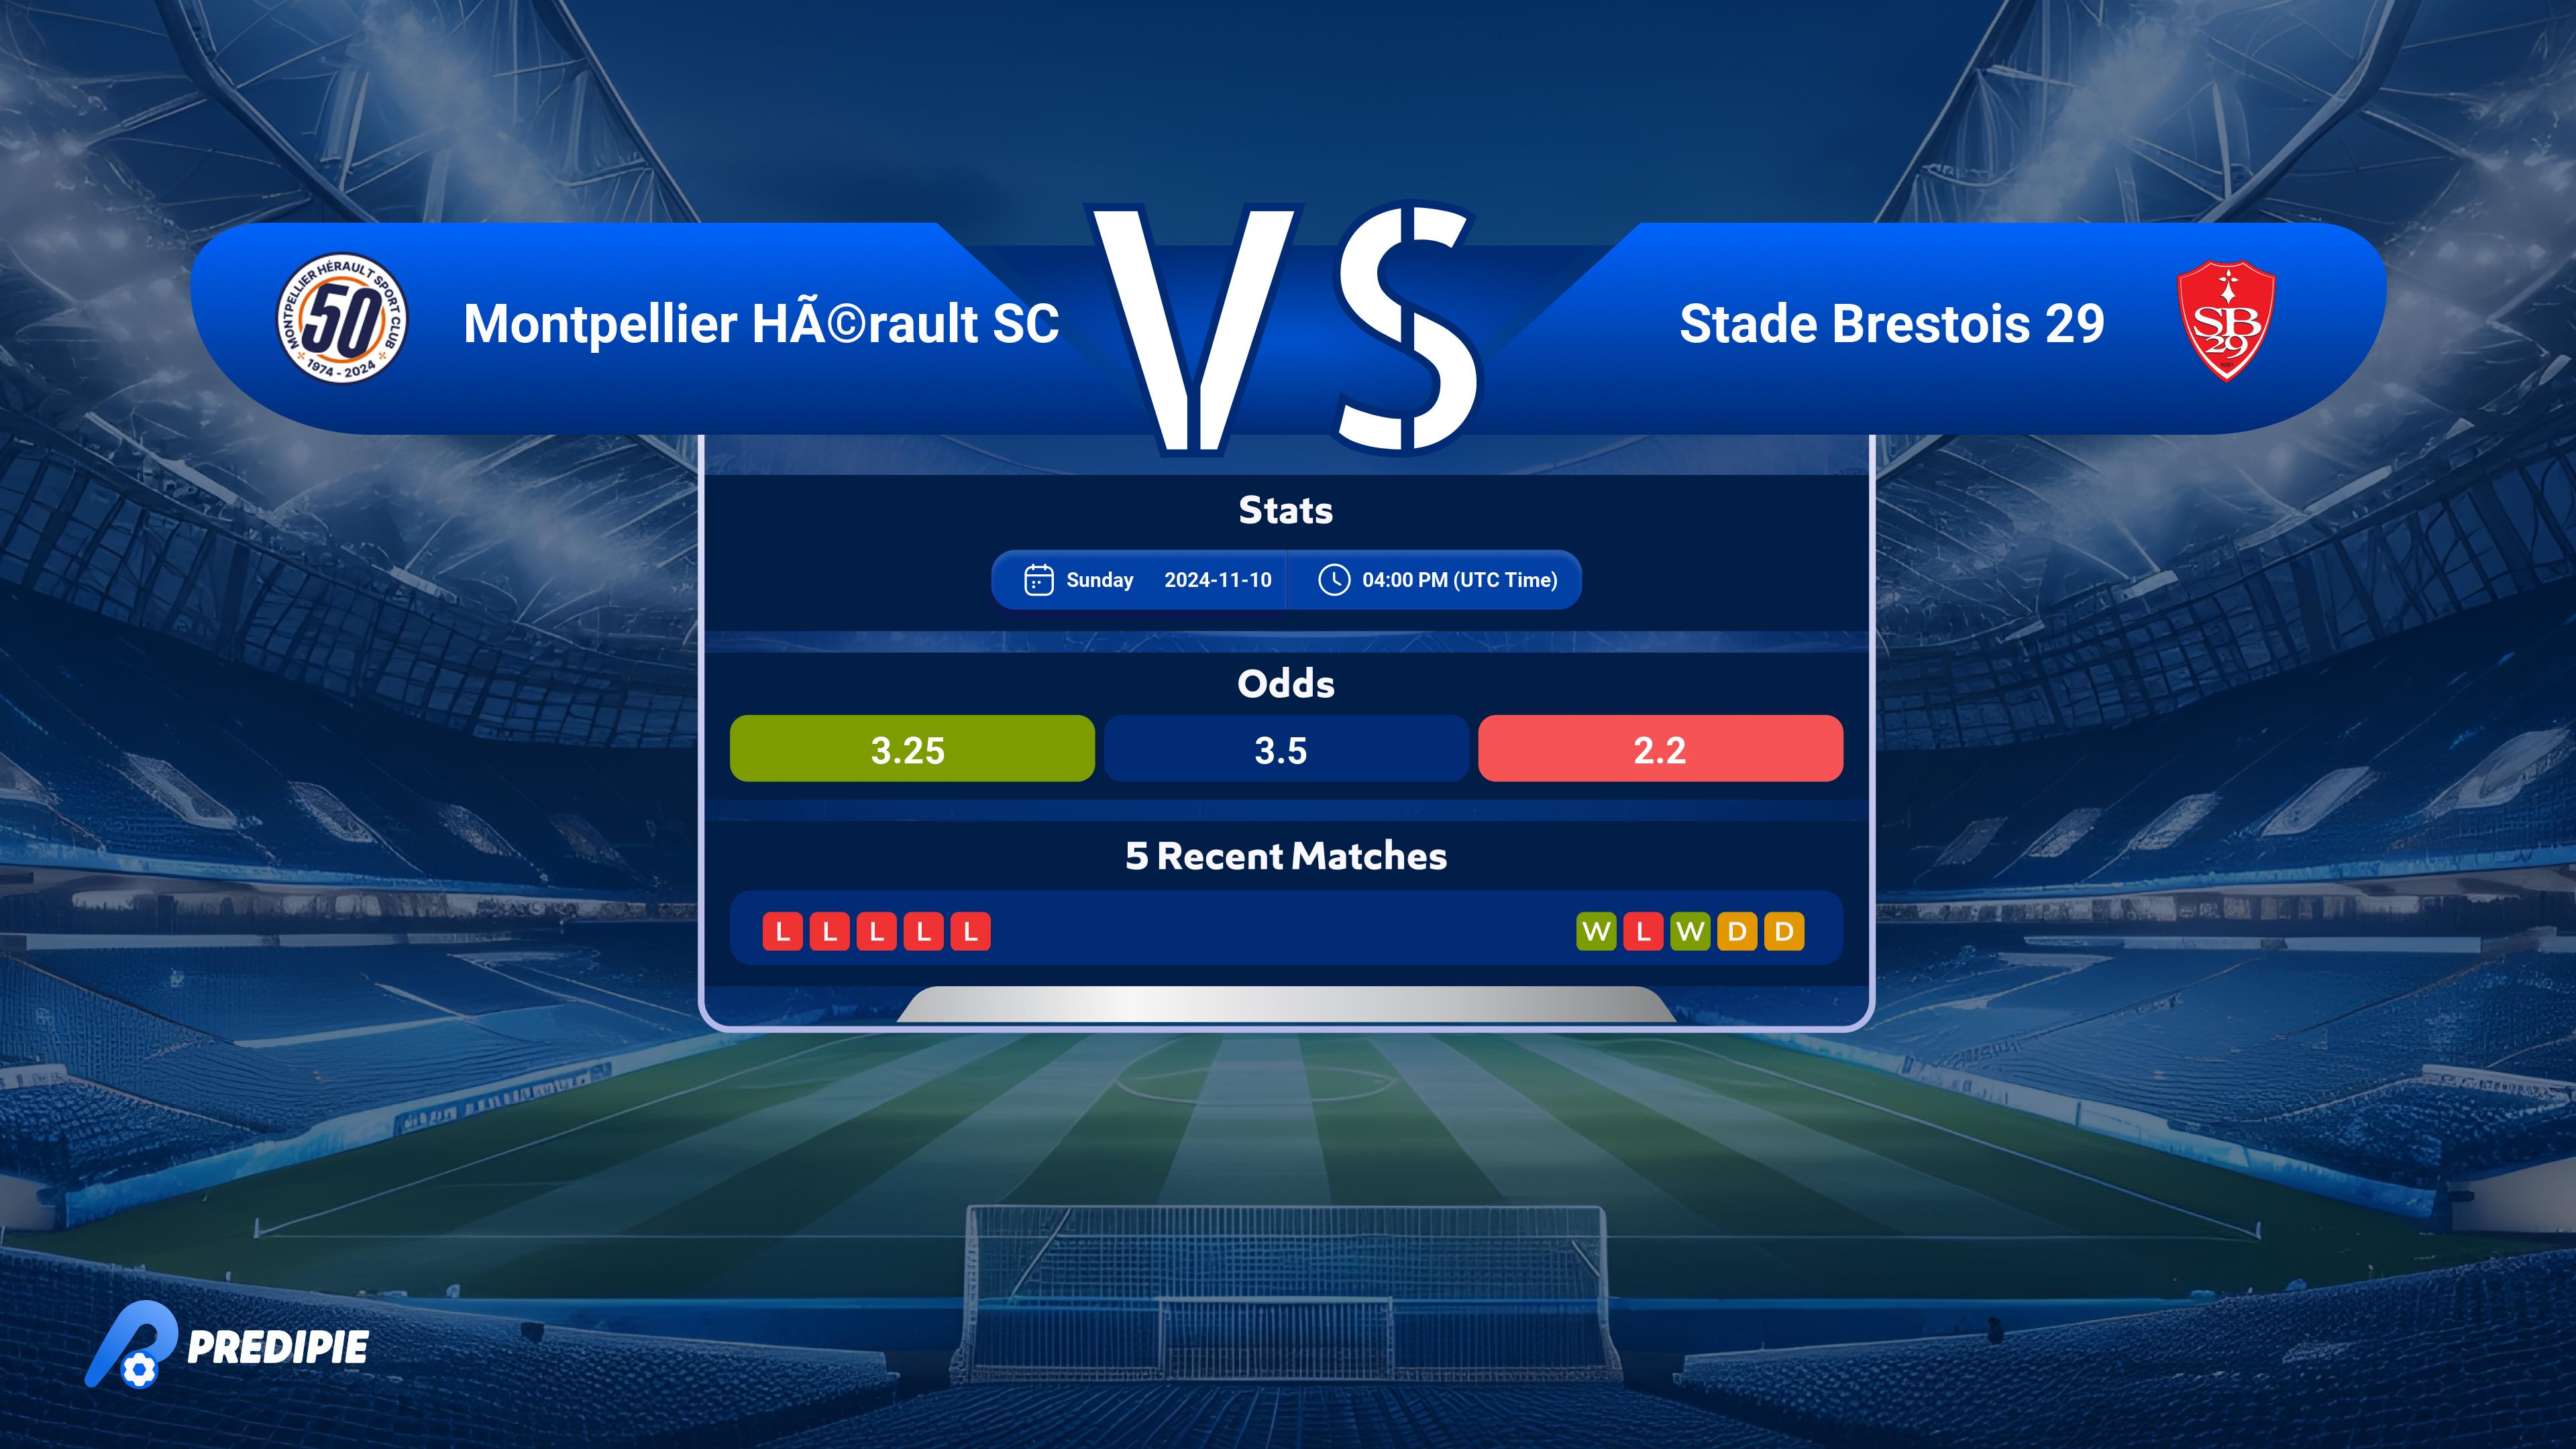 VS
MONTPELLIER HÉRAULT SPORT CLUB
50
1974 - 2024
Montpellier HÃ©rault SC
Stade Brestois 29
SB
29
Stats
Sunday 2024-11-10 04:00 PM (UTC Time)
Odds
3.25 3.5 2.2
5 Recent Matches
L L L L L W L W D D
PREDIPIE